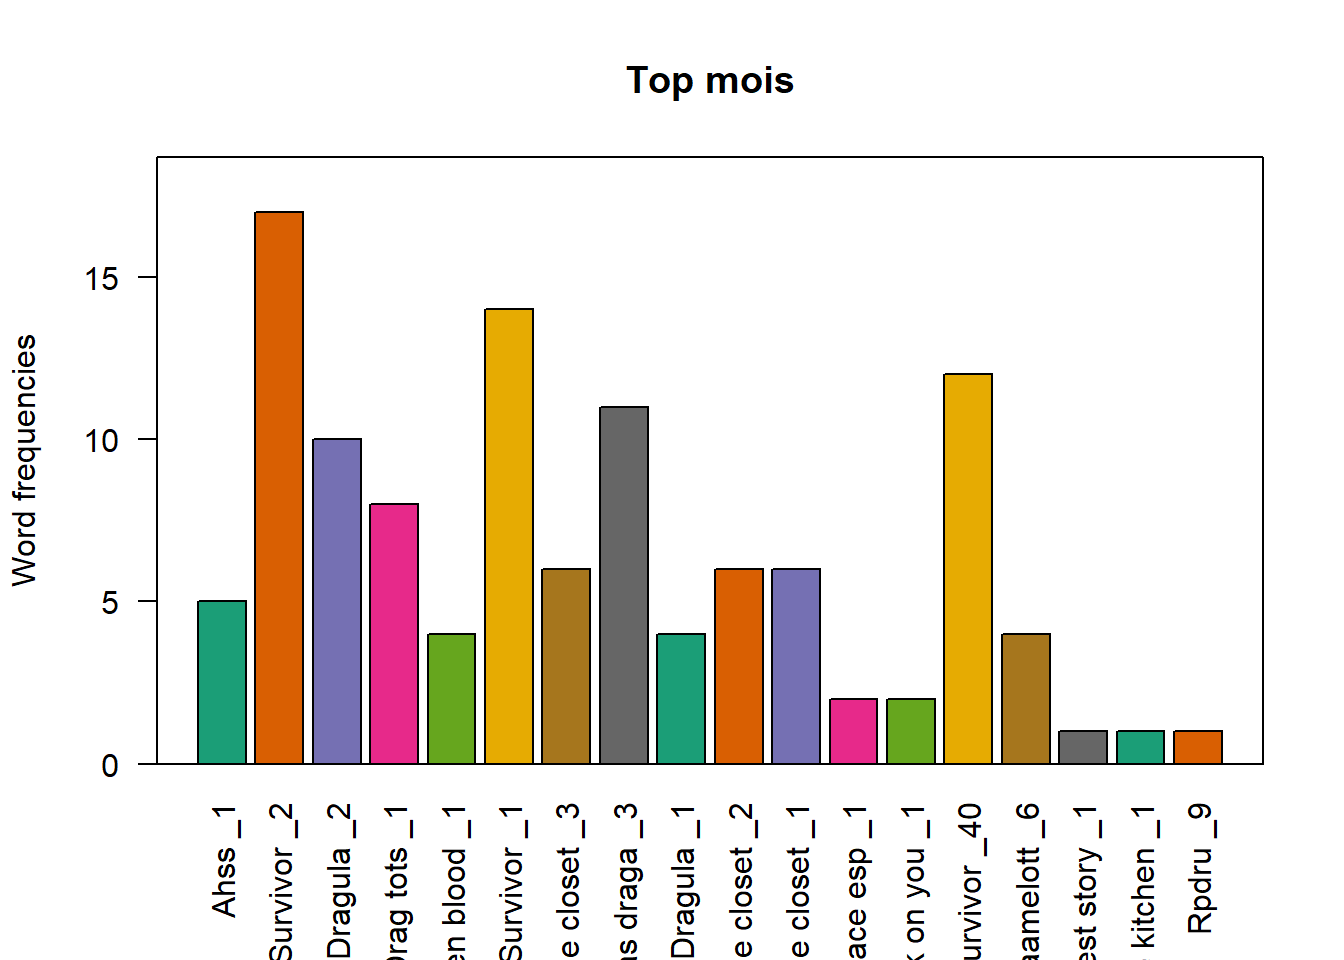 Top mois
Word frequencies
15
10
5
0
Ahss _1
Survivor _2
Dragula _2
Drag tots _1
en blood _1
Survivor _1
e closet _3
as draga _3
Dragula _1
e closet _2
e closet _1
ace esp _1
k on you _1
urvivor _40
aamelott _6
est story _1
kitchen _1
Rpdru _9